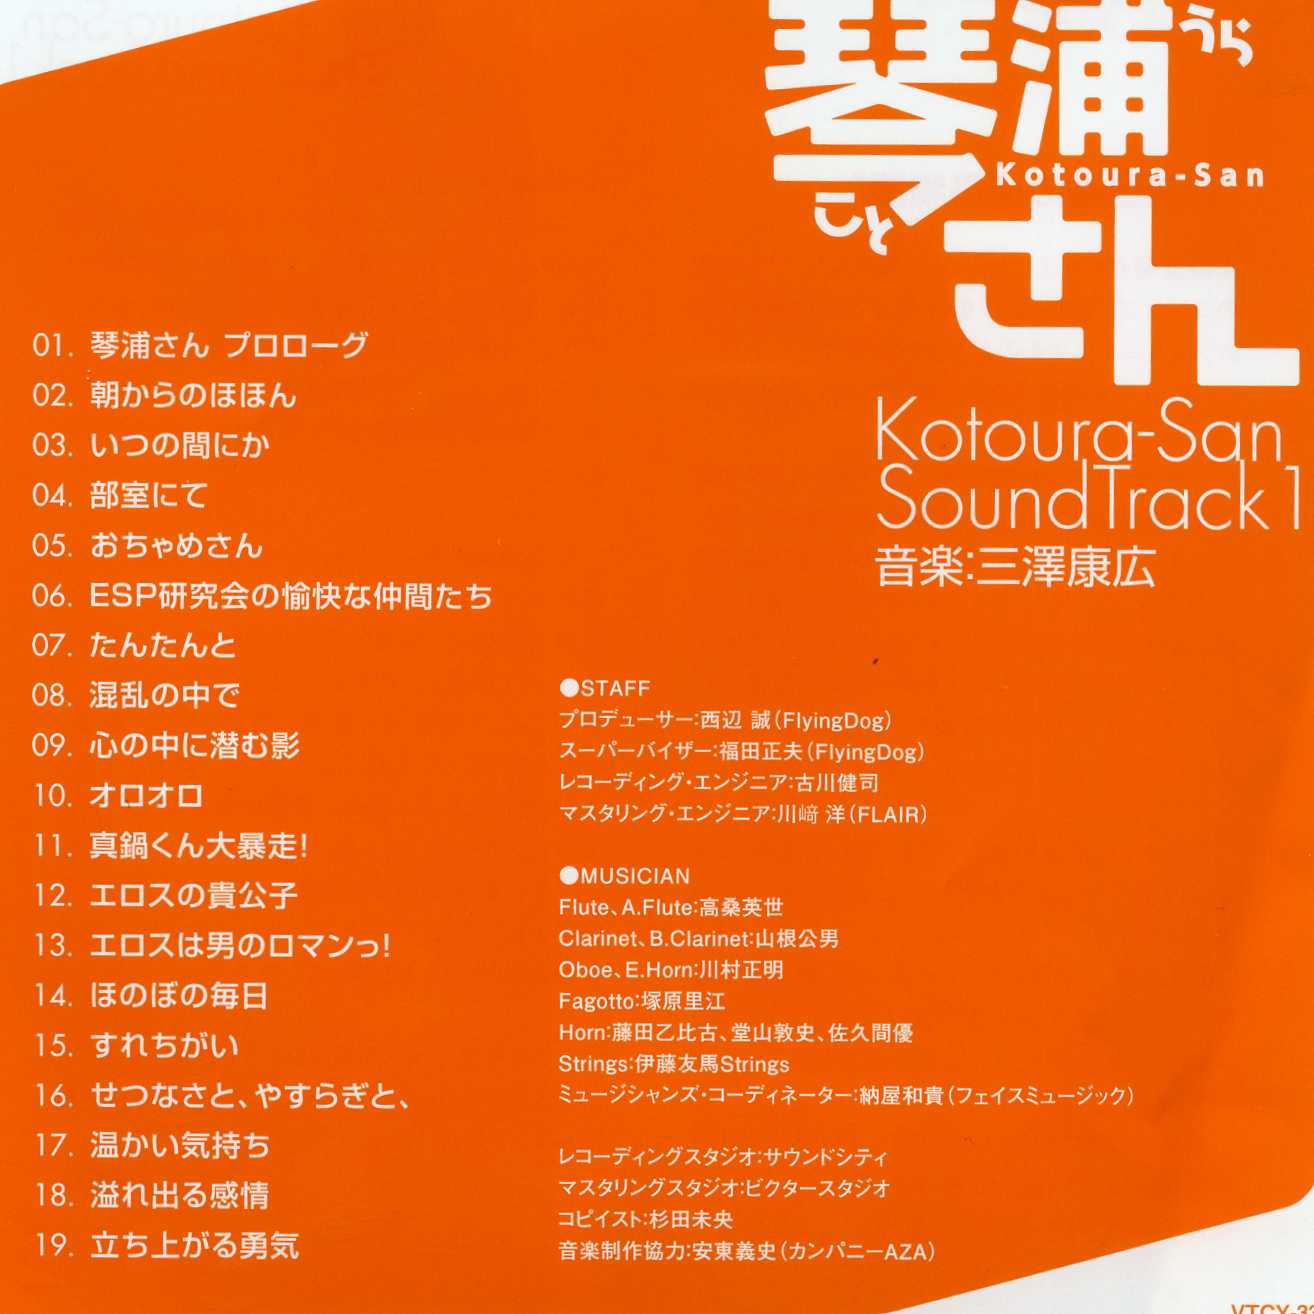 琴浦さん
こと
うら
Kotoura-San
Kotoura-San
SoundTrack 1
音楽:三澤康広
01. 琴浦さん プロローグ
02. 朝からのほほん
03. いつの間にか
04. 部室にて
05. おちゃめさん
06. ESP研究会の愉快な仲間たち
07. たんたんと
08. 混乱の中で
09. 心の中に潜む影
10. オロオロ
11. 真鍋くん大暴走!
12. エロスの貴公子
13. エロスは男のロマンっ!
14. ほのぼの毎日
15. すれちがい
16. せつなさと、やすらぎと、
17. 温かい気持ち
18. 溢れ出る感情
19. 立ち上がる勇気
●STAFF
プロデューサー:西辺 誠(FlyingDog)
スーパーバイザー:福田正夫(FlyingDog)
レコーディング・エンジニア:古川健司
マスタリング・エンジニア:川﨑 洋(FLAIR)
●MUSICIAN
Flute、A.Flute:高桑英世
Clarinet、B.Clarinet:山根公男
Oboe、E.Horn:川村正明
Fagotto:塚原里江
Horn:藤田乙比古、堂山敦史、佐久間優
Strings:伊藤友馬Strings
ミュージシャンズ・コーディネーター:納屋和貴(フェイスミュージック)
レコーディングスタジオ:サウンドシティ
マスタリングスタジオ:ビクタースタジオ
コピイスト:杉田未央
音楽制作協力:安東義史(カンパニーAZA)